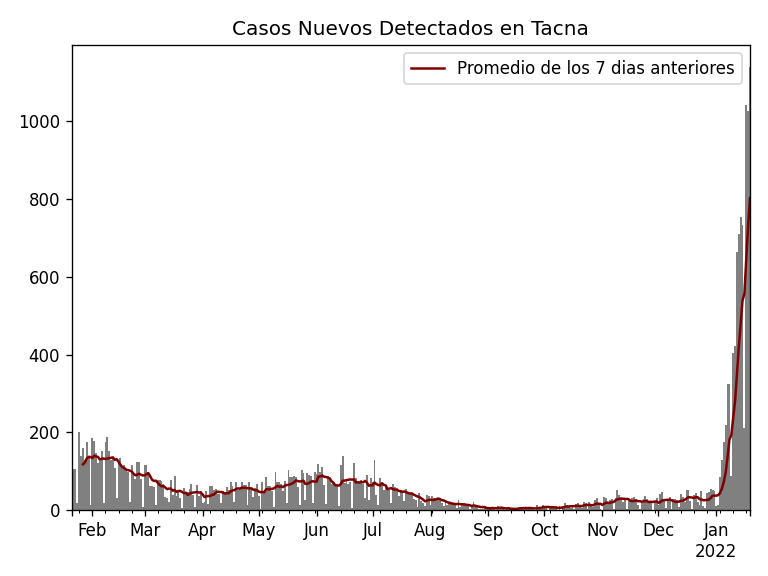 Casos Nuevos Detectados en Tacna
Promedio de los 7 dias anteriores
1000
800
600
400
200
0
Feb Mar Apr May Jun Jul Aug Sep Oct Nov Dec Jan
2022